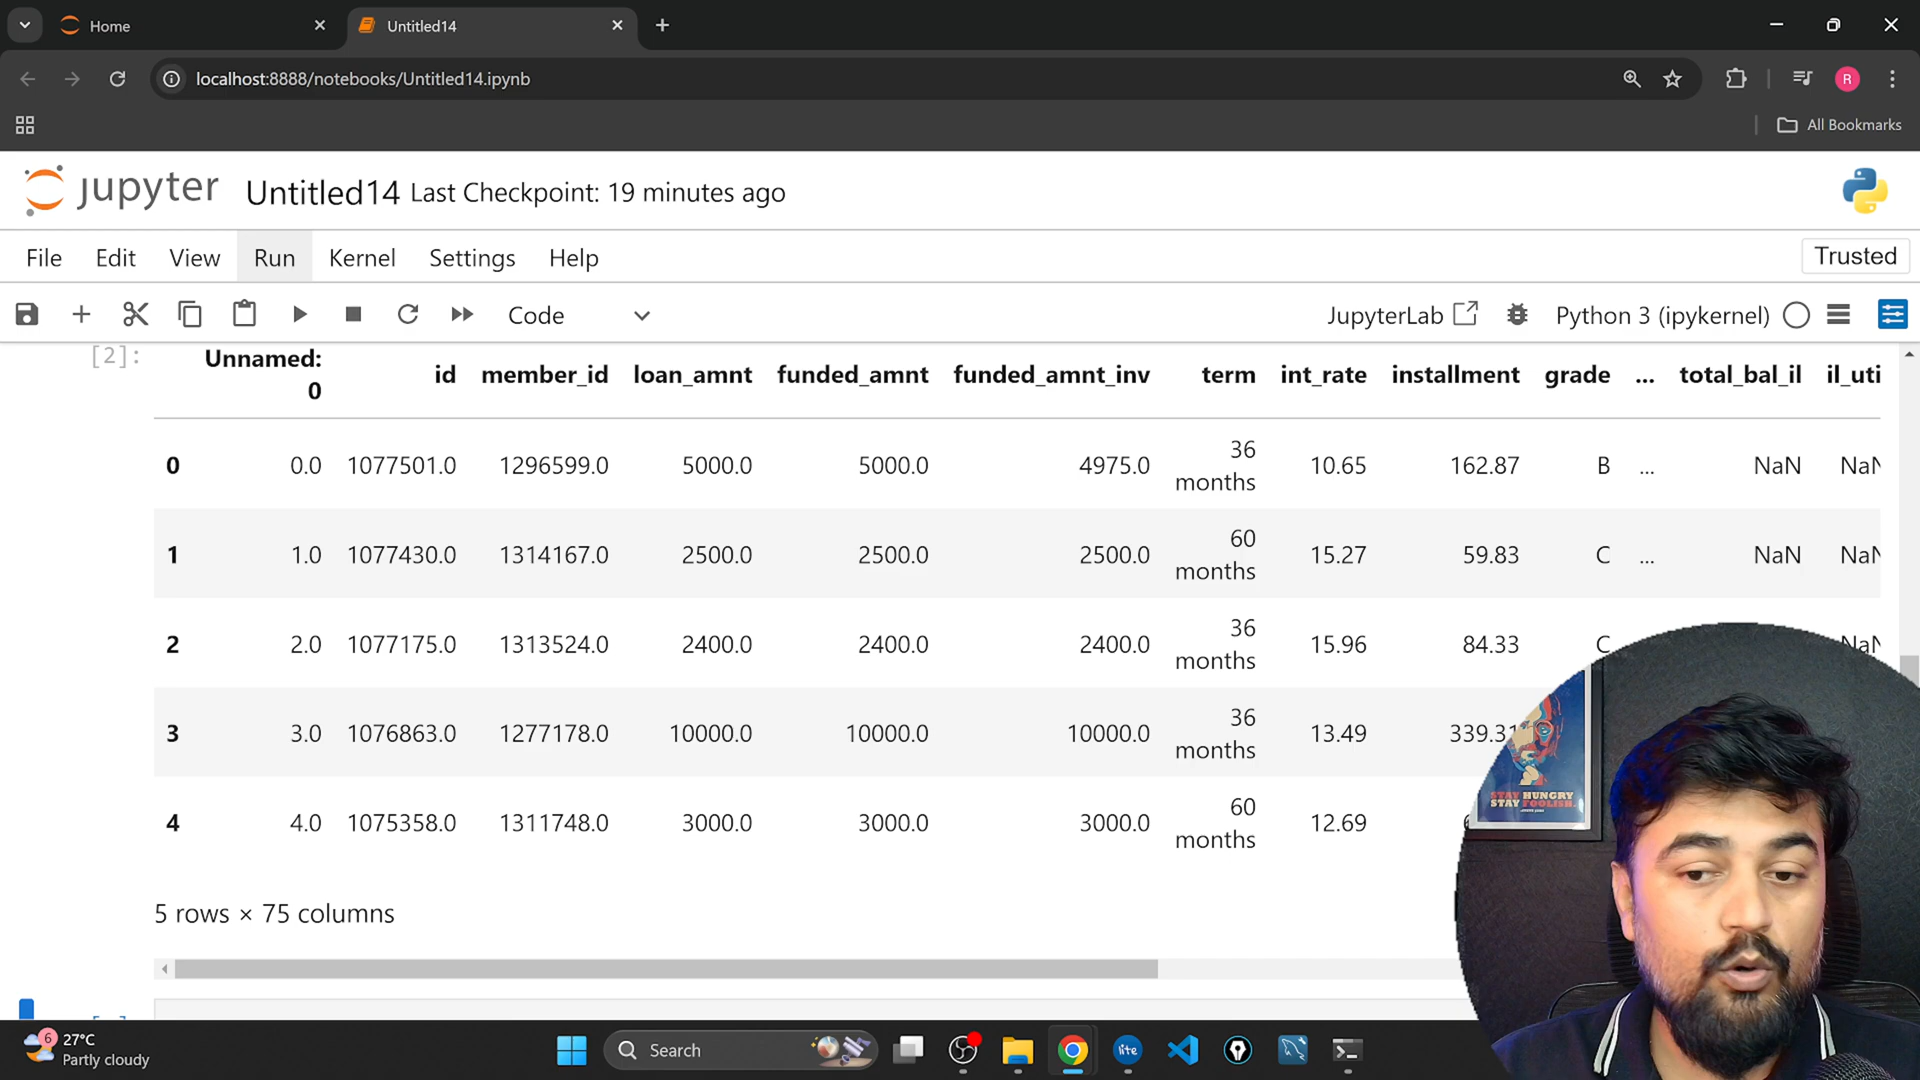 Home
Untitled14
localhost:8888/notebooks/Untitled14.ipynb
R
All Bookmarks
jupyter Untitled14 Last Checkpoint: 19 minutes ago
File Edit View Run Kernel Settings Help
Trusted
Code
JupyterLab
Python 3 (ipykernel)
[2]:
Unnamed: 0 id member_id loan_amnt funded_amnt funded_amnt_inv term int_rate installment grade ... total_bal_il il_uti
0 0.0 1077501.0 1296599.0 5000.0 5000.0 4975.0 36 months 10.65 162.87 B ... NaN NaN
1 1.0 1077430.0 1314167.0 2500.0 2500.0 2500.0 60 months 15.27 59.83 C ... NaN NaN
2 2.0 1077175.0 1313524.0 2400.0 2400.0 2400.0 36 months 15.96 84.33 C NaN
3 3.0 1076863.0 1277178.0 10000.0 10000.0 10000.0 36 months 13.49 339.31
4 4.0 1075358.0 1311748.0 3000.0 3000.0 3000.0 60 months 12.69
5 rows × 75 columns
STAY HUNGRY
STAY FOOLISH.
6
27°C
Partly cloudy
Search
lite